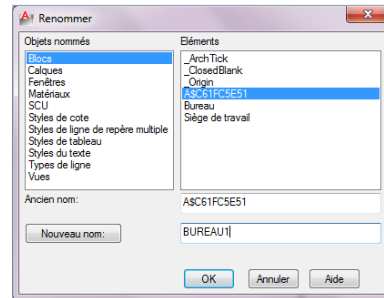 Renommer
Objets nommés
Blocs
Calques
Fenêtres
Matériaux
SCU
Styles de cote
Styles de ligne de repère multiple
Styles de tableau
Styles du texte
Types de ligne
Vues
Eléments
_ArchTick
_ClosedBlank
_Origin
A$C61FC5E51
Bureau
Siège de travail
Ancien nom:
A$C61FC5E51
Nouveau nom:
BUREAU1
OK
Annuler
Aide